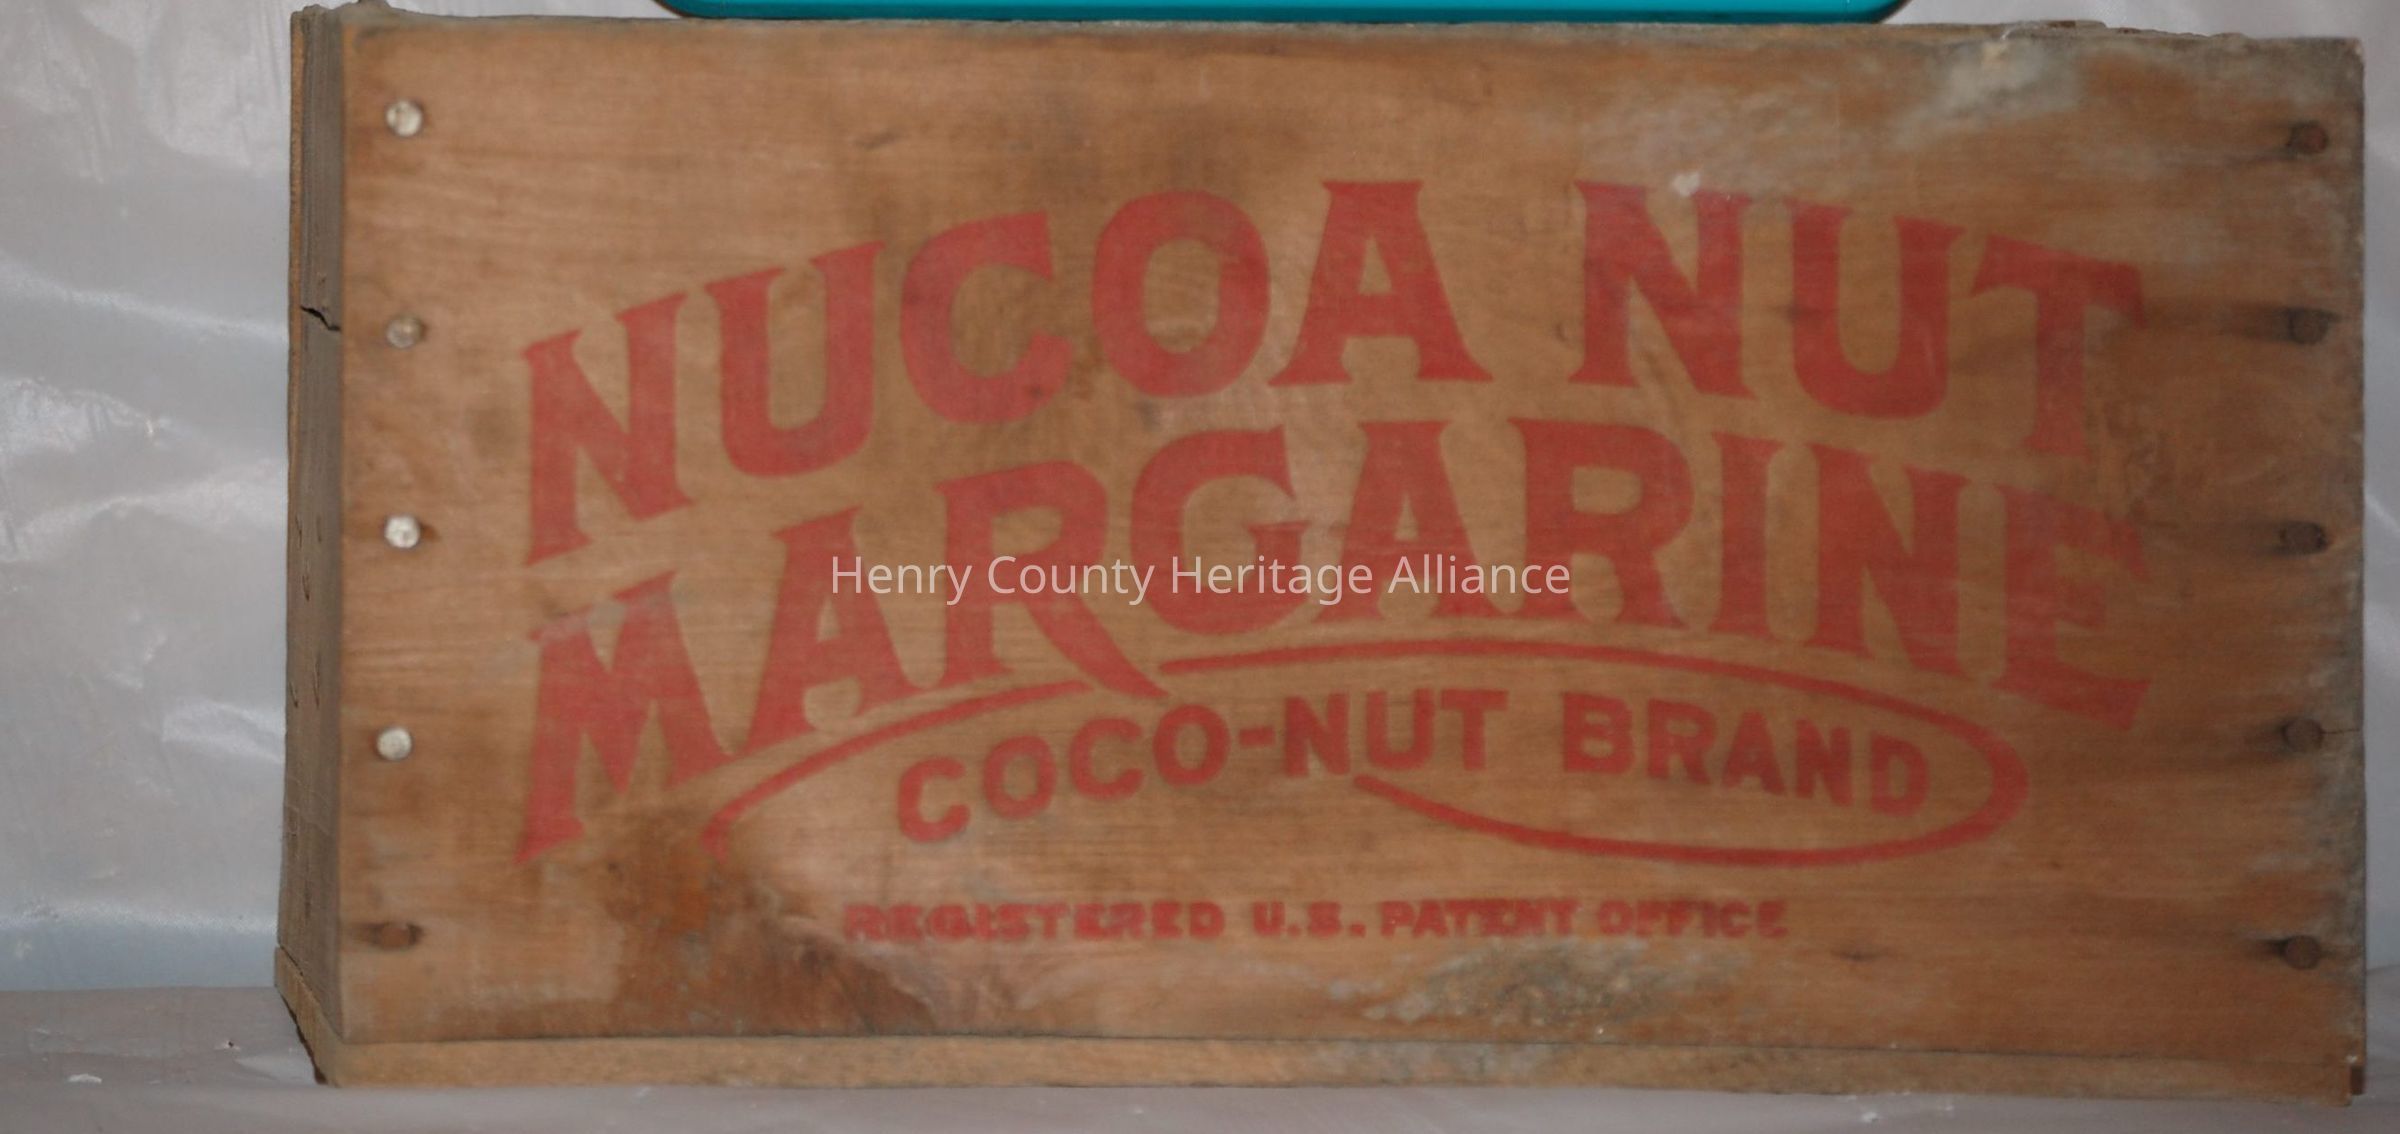 NUCOA NUT
MARGARINE
Henry County Heritage Alliance
COCO-NUT BRAND
REGISTERED U.S. PATENT OFFICE